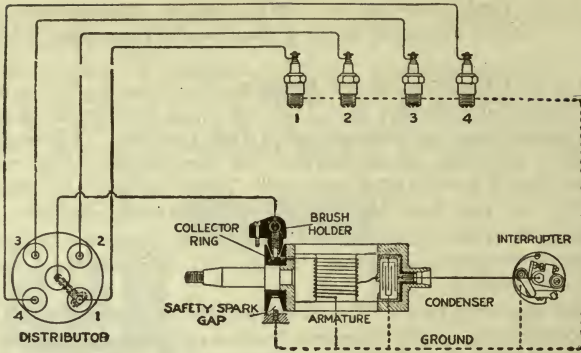 1 2 3 4
COLLECTOR
RING
BRUSH
HOLDER
INTERRUPTER
3 2
4 1
SAFETY SPARK
GAP
ARMATURE
CONDENSER
DISTRIBUTOR
GROUND